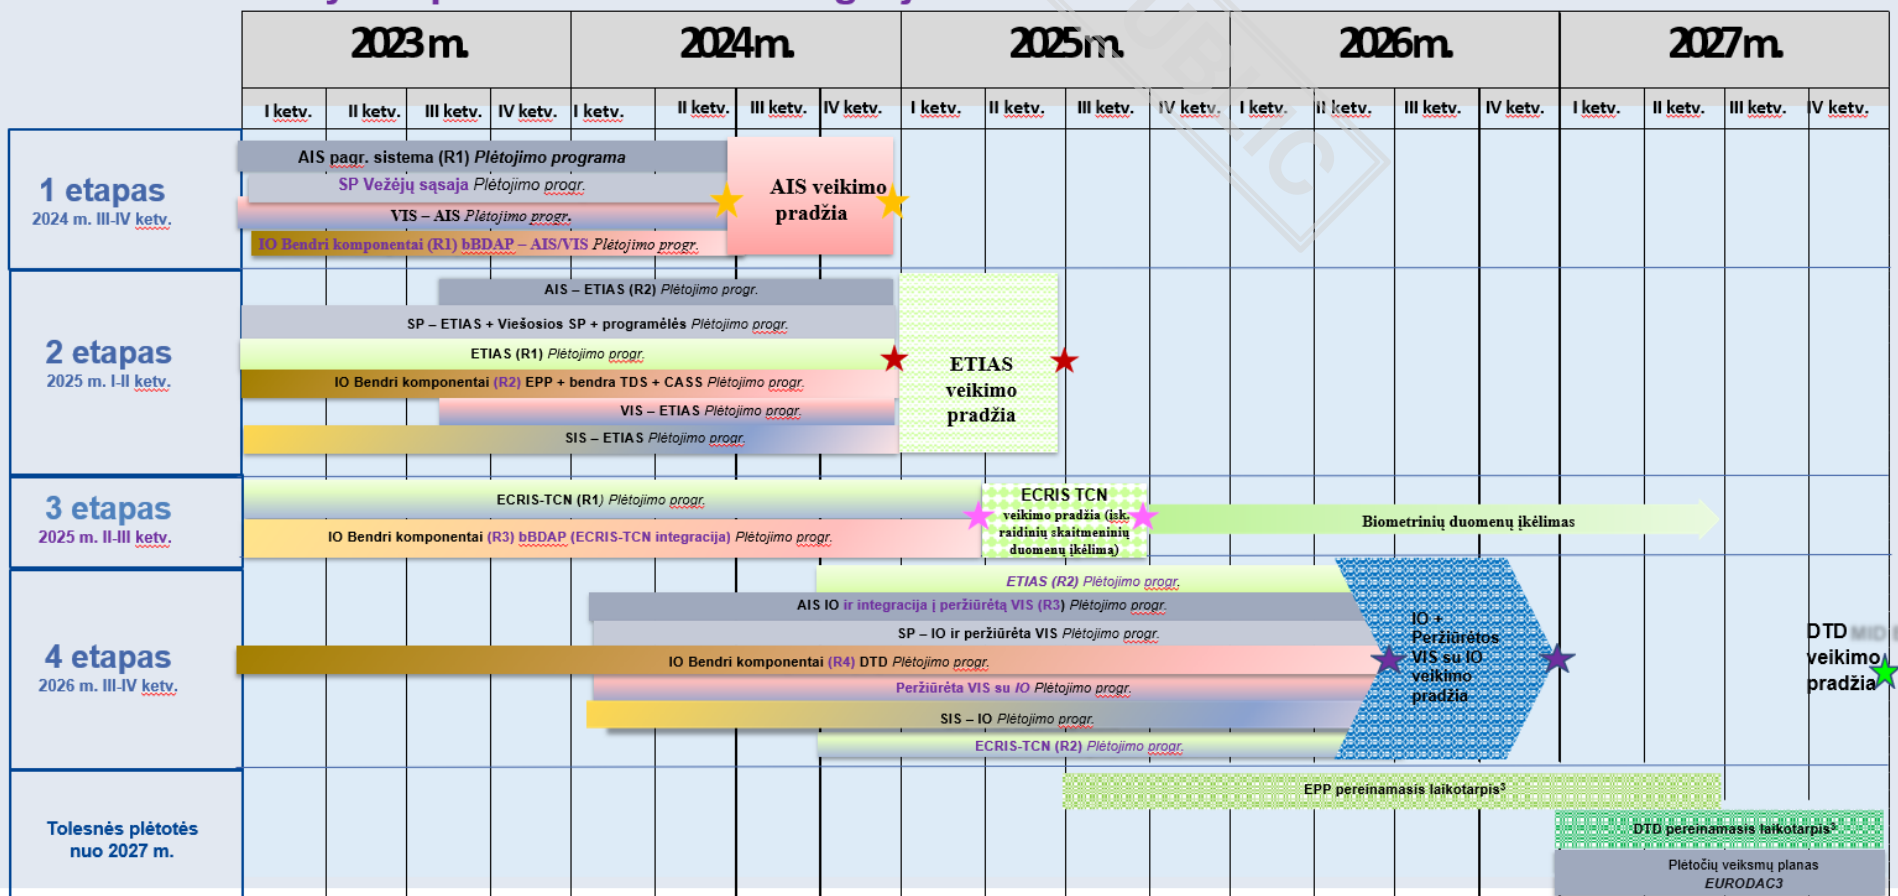 2023 m.
2024 m.
2025 m.
2026 m.
2027 m.
I ketv.
II ketv.
III ketv.
IV ketv.
I ketv.
II ketv.
III ketv.
IV ketv.
I ketv.
II ketv.
III ketv.
IV ketv.
I ketv.
II ketv.
III ketv.
IV ketv.
I ketv.
II ketv.
III ketv.
IV ketv.
1 etapas
2024 m. III-IV ketv.
AIS pagr. sistema (R1) Plėtojimo programa
SP Vežėjų sąsaja Plėtojimo progr.
VIS – AIS Plėtojimo progr.
IO Bendri komponentai (R1) bBDAP – AIS/VIS Plėtojimo progr.
AIS veikimo
pradžia
2 etapas
2025 m. I-II ketv.
AIS – ETIAS (R2) Plėtojimo progr.
SP – ETIAS + Viešosios SP + programėlės Plėtojimo progr.
ETIAS (R1) Plėtojimo progr.
IO Bendri komponentai (R2) EPP + bendra TDS + CASS Plėtojimo progr.
VIS – ETIAS Plėtojimo progr.
SIS – ETIAS Plėtojimo progr.
ETIAS
veikimo
pradžia
3 etapas
2025 m. II-III ketv.
ECRIS-TCN (R1) Plėtojimo progr.
IO Bendri komponentai (R3) bBDAP (ECRIS-TCN integracija) Plėtojimo progr.
ECRIS TCN
veikimo pradžia (įsk.
raidinių skaitmeninių
duomenų įkėlimą)
Biometrinių duomenų įkėlimas
4 etapas
2026 m. III-IV ketv.
ETIAS (R2) Plėtojimo progr.
AIS IO ir integracija į peržiūrėtą VIS (R3) Plėtojimo progr.
SP – IO ir peržiūrėta VIS Plėtojimo progr.
IO Bendri komponentai (R4) DTD Plėtojimo progr.
Peržiūrėta VIS su IO Plėtojimo progr.
SIS – IO Plėtojimo progr.
ECRIS-TCN (R2) Plėtojimo progr.
IO +
Peržiūrėtos
VIS su IO
veikimo
pradžia
DTD
veikimo
pradžia
Tolesnės plėtotės
nuo 2027 m.
EPP pereinamasis laikotarpis³
DTD pereinamasis laikotarpis³
Plėtočių veiksmų planas
EURODAC3
PUBLIC